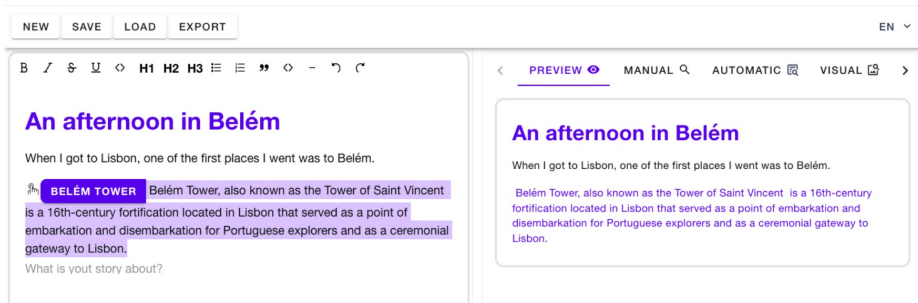 NEW SAVE LOAD EXPORT EN
B I S U <> H1 H2 H3 ❞ <> –
PREVIEW MANUAL AUTOMATIC VISUAL
An afternoon in Belém
When I got to Lisbon, one of the first places I went was to Belém.
BELÉM TOWER Belém Tower, also known as the Tower of Saint Vincent
is a 16th-century fortification located in Lisbon that served as a point of
embarkation and disembarkation for Portuguese explorers and as a ceremonial
gateway to Lisbon.
What is yout story about?
An afternoon in Belém
When I got to Lisbon, one of the first places I went was to Belém.
Belém Tower, also known as the Tower of Saint Vincent is a 16th-century
fortification located in Lisbon that served as a point of embarkation and
disembarkation for Portuguese explorers and as a ceremonial gateway to
Lisbon.